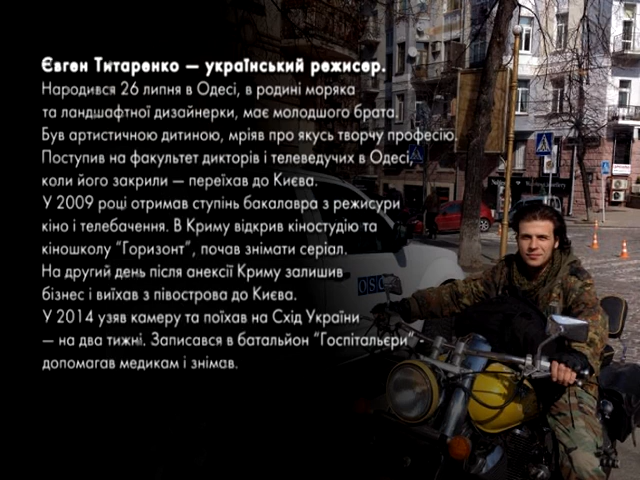 Євген Титаренко — український режисер.
Народився 26 липня в Одесі, в родині моряка
та ландшафтної дизайнерки, має молодшого брата.
Був артистичною дитиною, мріяв про якусь творчу професію.
Поступив на факультет дикторів і телеведучих в Одесі,
коли його закрили — переїхав до Києва.
У 2009 році отримав ступінь бакалавра з режисури
кіно і телебачення. В Криму відкрив кіностудію та
кіношколу “Горизонт”, почав знімати серіал.
На другий день після анексії Криму залишив
бізнес і виїхав з півострова до Києва.
У 2014 узяв камеру та поїхав на Схід України
— на два тижні. Записався в батальйон “Госпітальєри” -
допомагав медикам і знімав.
OSC